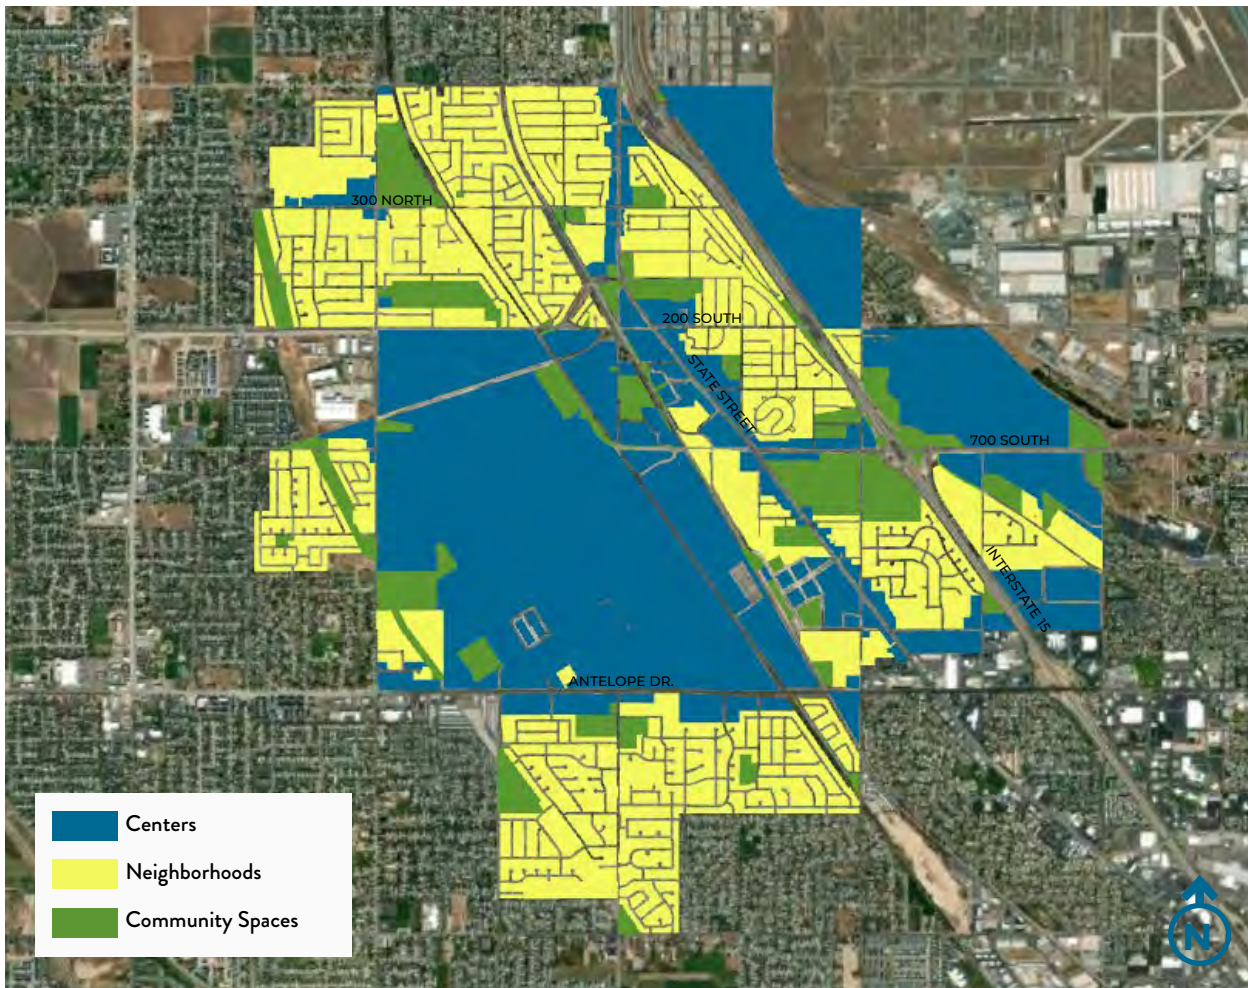 300 NORTH
200 SOUTH
STATE STREET
700 SOUTH
INTERSTATE 15
ANTELOPE DR.
Centers
Neighborhoods
Community Spaces
N